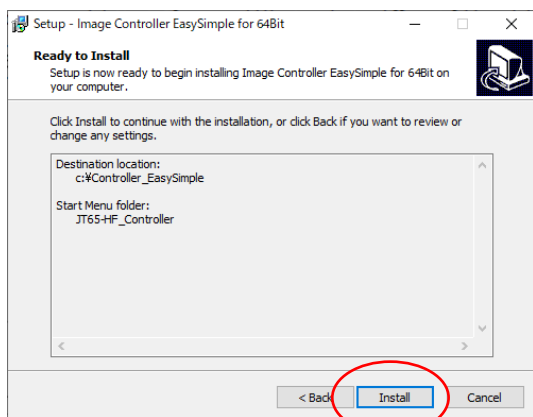 Setup - Image Controller EasySimple for 64Bit
Ready to Install
Setup is now ready to begin installing Image Controller EasySimple for 64Bit on
your computer.
Click Install to continue with the installation, or click Back if you want to review or
change any settings.
Destination location:
c:¥Controller_EasySimple
Start Menu folder:
JT65-HF_Controller
< Back
Install
Cancel